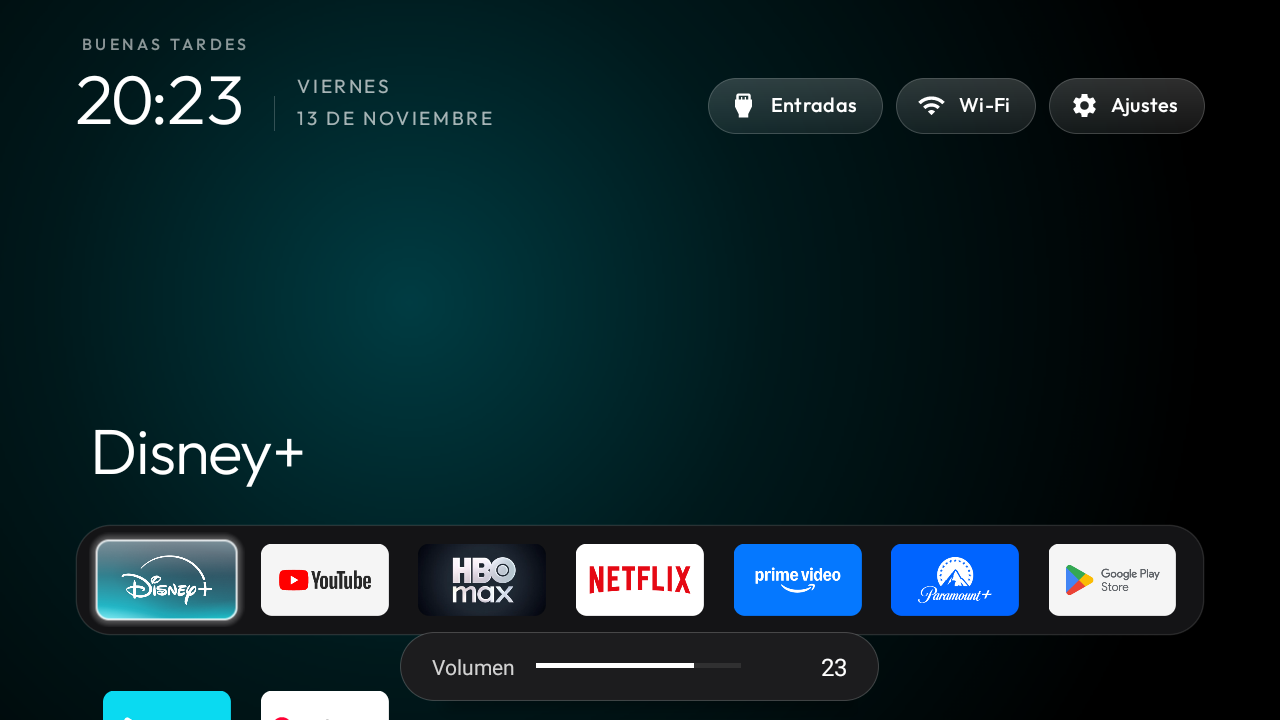 BUENAS TARDES
20:23
VIERNES
13 DE NOVIEMBRE
Entradas
Wi-Fi
Ajustes
Disney+
Disney+
YouTube
HBO
max
NETFLIX
prime video
Paramount+
Google Play
Store
Volumen
23